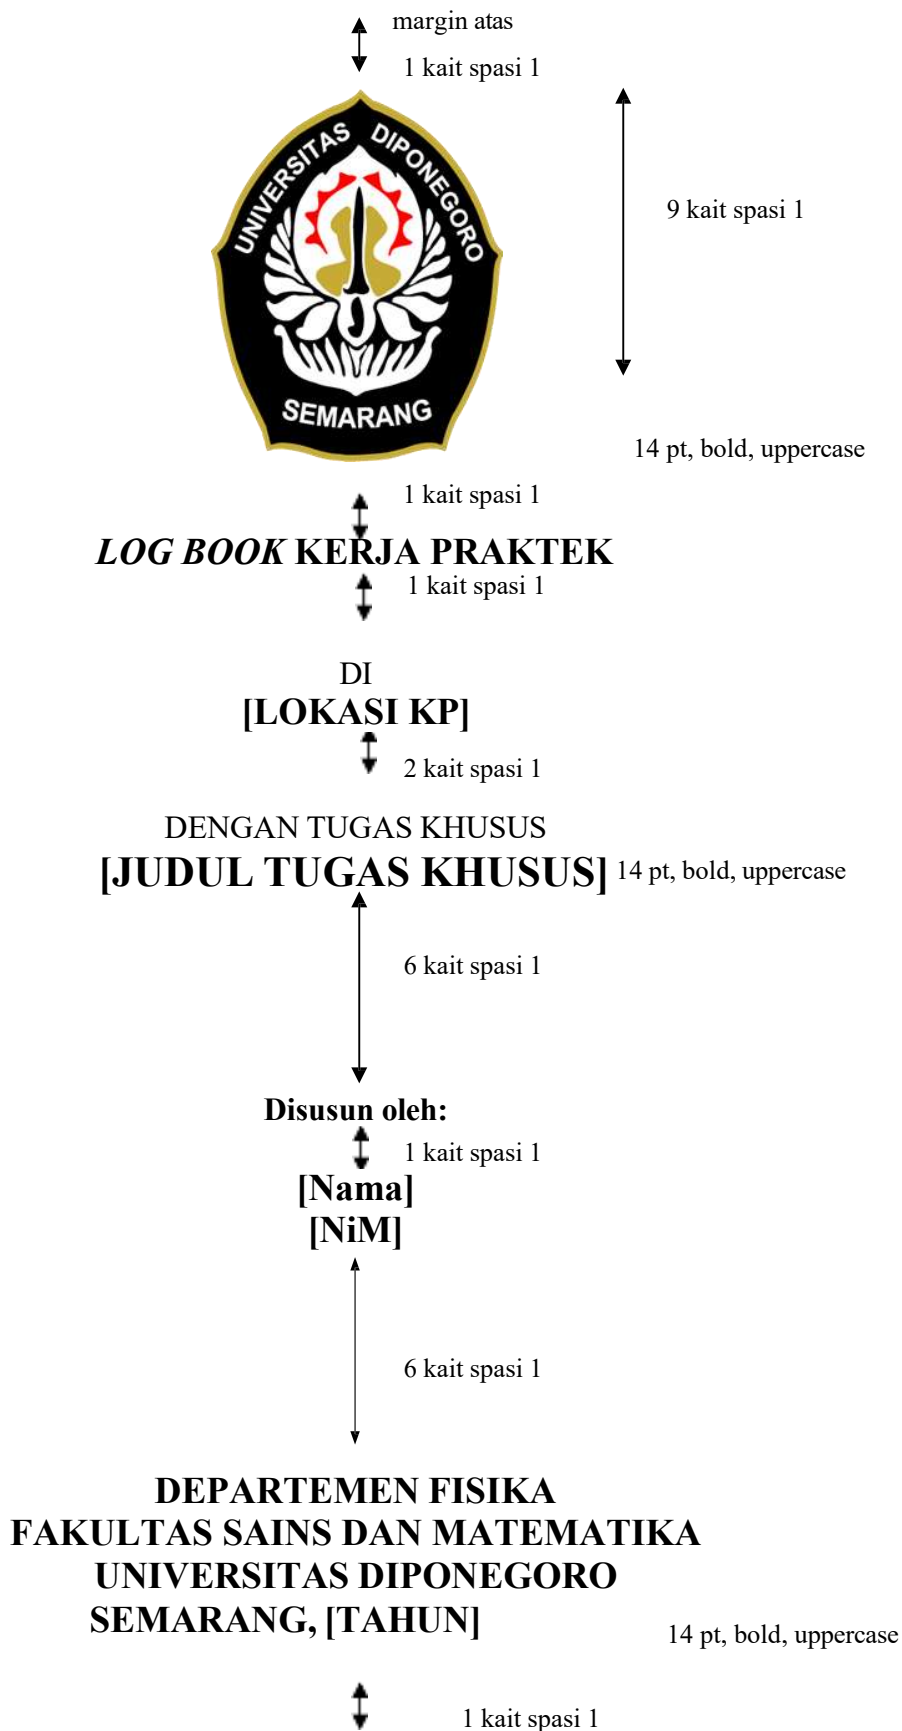 margin atas
1 kait spasi 1
UNIVERSITAS DIPONEGORO
9 kait spasi 1
SEMARANG
14 pt, bold, uppercase
1 kait spasi 1
LOG BOOK KERJA PRAKTEK
1 kait spasi 1
DI
[LOKASI KP]
2 kait spasi 1
DENGAN TUGAS KHUSUS
[JUDUL TUGAS KHUSUS] 14 pt, bold, uppercase
6 kait spasi 1
Disusun oleh:
1 kait spasi 1
[Nama]
[NiM]
6 kait spasi 1
DEPARTEMEN FISIKA
FAKULTAS SAINS DAN MATEMATIKA
UNIVERSITAS DIPONEGORO
SEMARANG, [TAHUN]
14 pt, bold, uppercase
1 kait spasi 1